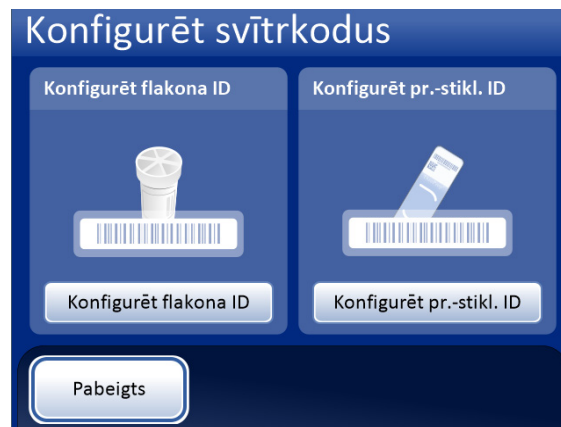 Konfigurēt svītrkodus
Konfigurēt flakona ID
Konfigurēt pr.-stikl. ID
Konfigurēt flakona ID
Konfigurēt pr.-stikl. ID
Pabeigts